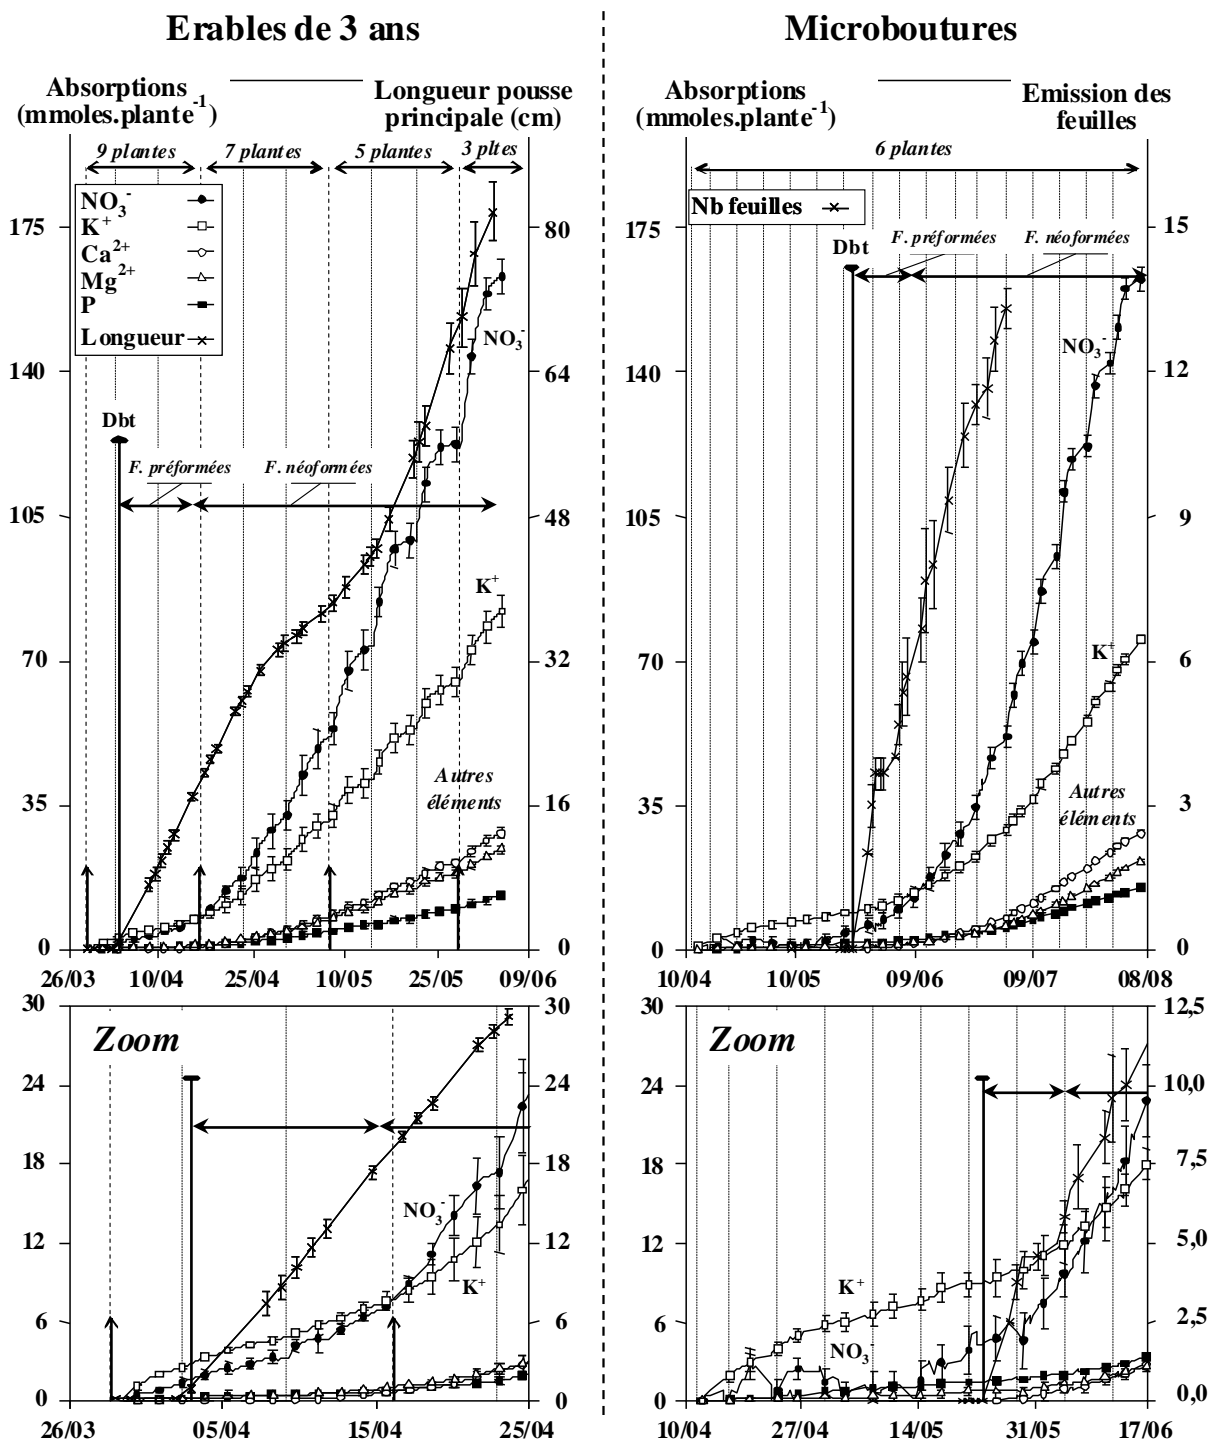 Erables de 3 ans
Absorptions
(mmoles.plante-1)
Longueur pousse
principale (cm)
9 plantes
7 plantes
5 plantes
3 pltes
NO3-
K+
Ca2+
Mg2+
P
Longueur
Dbt
F. préformées
F. néoformées
NO3-
K+
Autres
éléments
175
140
105
70
35
0
80
64
48
32
16
0
26/03
10/04
25/04
10/05
25/05
09/06
Zoom
NO3-
K+
30
24
18
12
6
0
30
24
18
12
6
0
26/03
05/04
15/04
25/04
Microboutures
Absorptions
(mmoles.plante-1)
Emission des
feuilles
6 plantes
Nb feuilles
Dbt
F. préformées
F. néoformées
NO3-
K+
Autres
éléments
175
140
105
70
35
0
15
12
9
6
3
0
10/04
10/05
09/06
09/07
08/08
Zoom
K+
NO3-
30
24
18
12
6
0
12,5
10,0
7,5
5,0
2,5
0,0
10/04
27/04
14/05
31/05
17/06